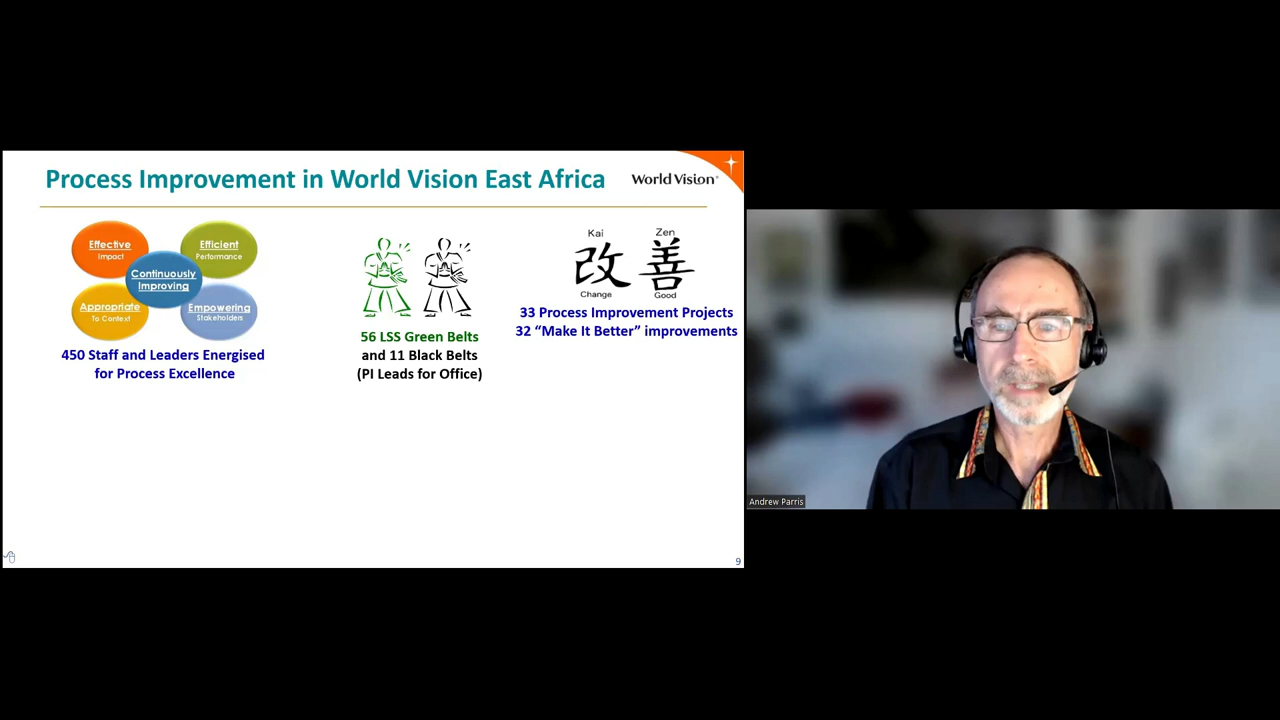 Process Improvement in World Vision East Africa
World Vision
Effective
Impact
Efficient
Performance
Continuously
Improving
Appropriate
To Context
Empowering
Stakeholders
450 Staff and Leaders Energised
for Process Excellence
56 LSS Green Belts
and 11 Black Belts
(PI Leads for Office)
Kai Zen
改善
Change Good
33 Process Improvement Projects
32 “Make It Better” improvements
9
Andrew Parris